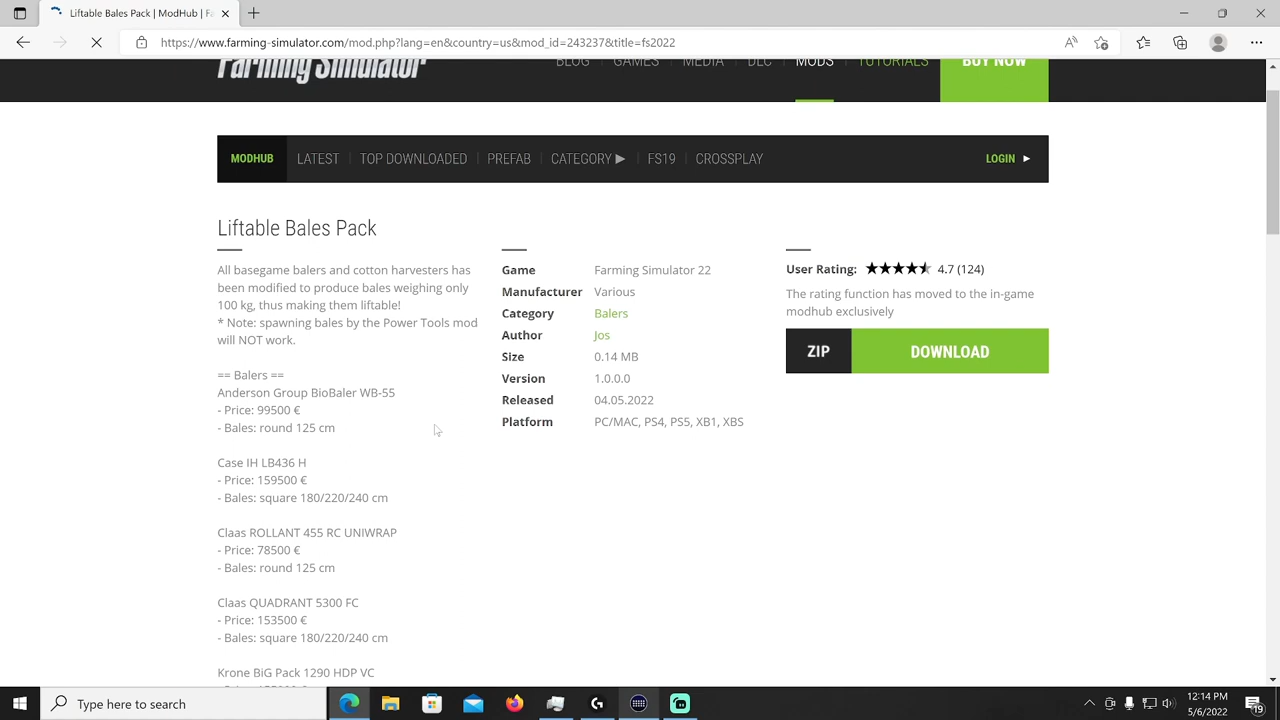 Liftable Bales Pack | ModHub | Fa
https://www.farming-simulator.com/mod.php?lang=en&country=us&mod_id=243237&title=fs2022
Farming Simulator
BLOG GAMES MEDIA DLC MODS TUTORIALS BUY NOW
MODHUB LATEST TOP DOWNLOADED PREFAB CATEGORY ▶ FS19 CROSSPLAY LOGIN ►
Liftable Bales Pack
All basegame balers and cotton harvesters has
been modified to produce bales weighing only
100 kg, thus making them liftable!
* Note: spawning bales by the Power Tools mod
will NOT work.
== Balers ==
Anderson Group BioBaler WB-55
- Price: 99500 €
- Bales: round 125 cm
Case IH LB436 H
- Price: 159500 €
- Bales: square 180/220/240 cm
Claas ROLLANT 455 RC UNIWRAP
- Price: 78500 €
- Bales: round 125 cm
Claas QUADRANT 5300 FC
- Price: 153500 €
- Bales: square 180/220/240 cm
Krone BiG Pack 1290 HDP VC
Game Farming Simulator 22
Manufacturer Various
Category Balers
Author Jos
Size 0.14 MB
Version 1.0.0.0
Released 04.05.2022
Platform PC/MAC, PS4, PS5, XB1, XBS
User Rating: ★★★★ 4.7 (124)
The rating function has moved to the in-game
modhub exclusively
ZIP DOWNLOAD
Type here to search
12:14 PM
5/6/2022
19